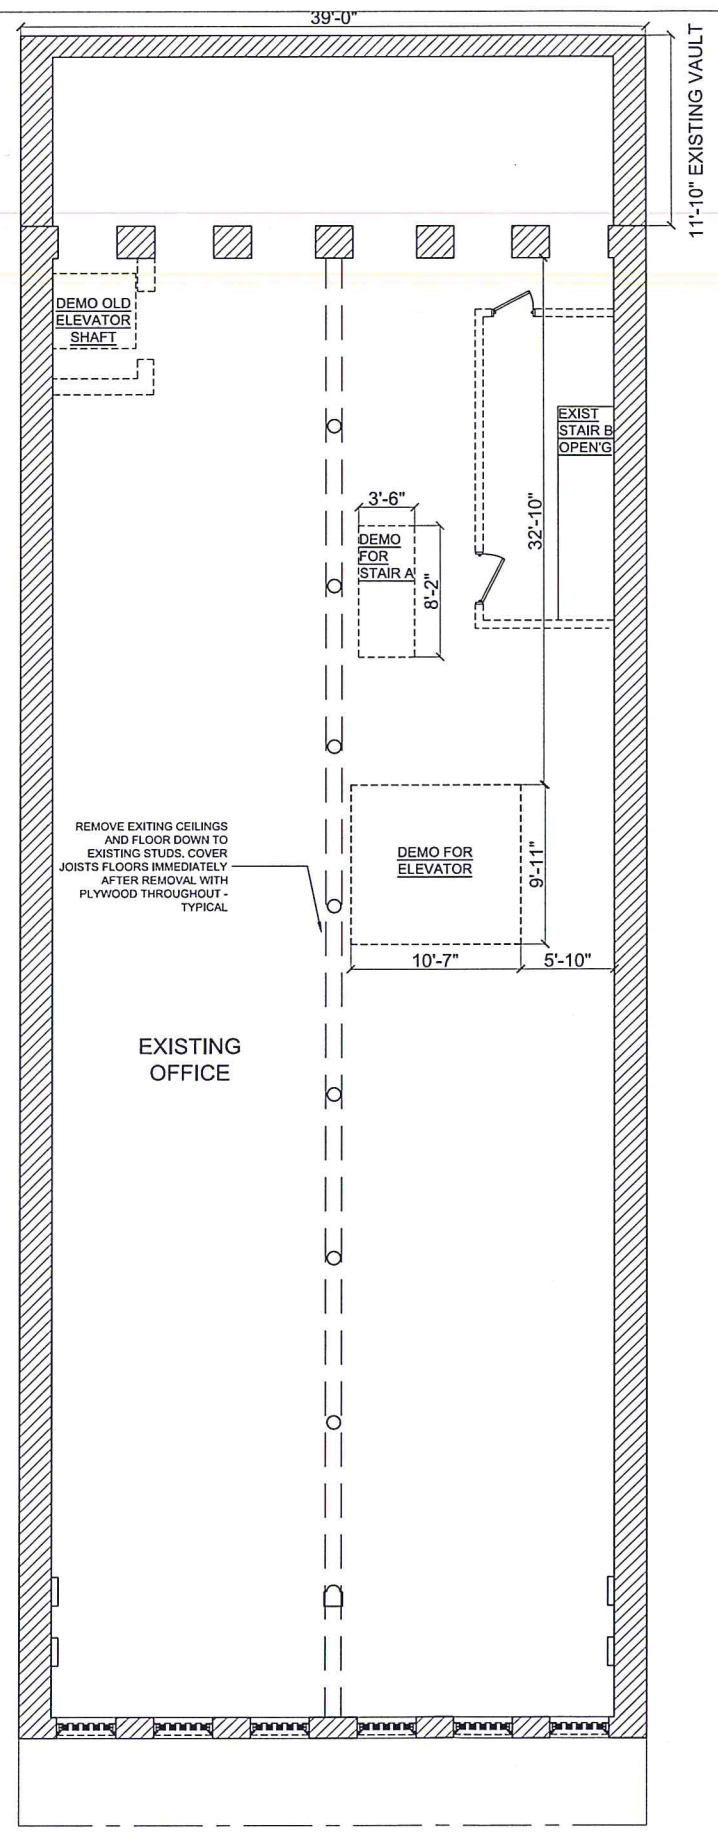 39'-0"
11'-10" EXISTING VAULT
DEMO OLD
ELEVATOR
SHAFT
EXIST
STAIR B
OPEN'G
3'-6"
32'-10"
DEMO
FOR
STAIR A
8'-2"
REMOVE EXITING CEILINGS
AND FLOOR DOWN TO
EXISTING STUDS. COVER
JOISTS FLOORS IMMEDIATELY
AFTER REMOVAL WITH
PLYWOOD THROUGHOUT -
TYPICAL
DEMO FOR
ELEVATOR
9'-11"
10'-7"
5'-10"
EXISTING
OFFICE